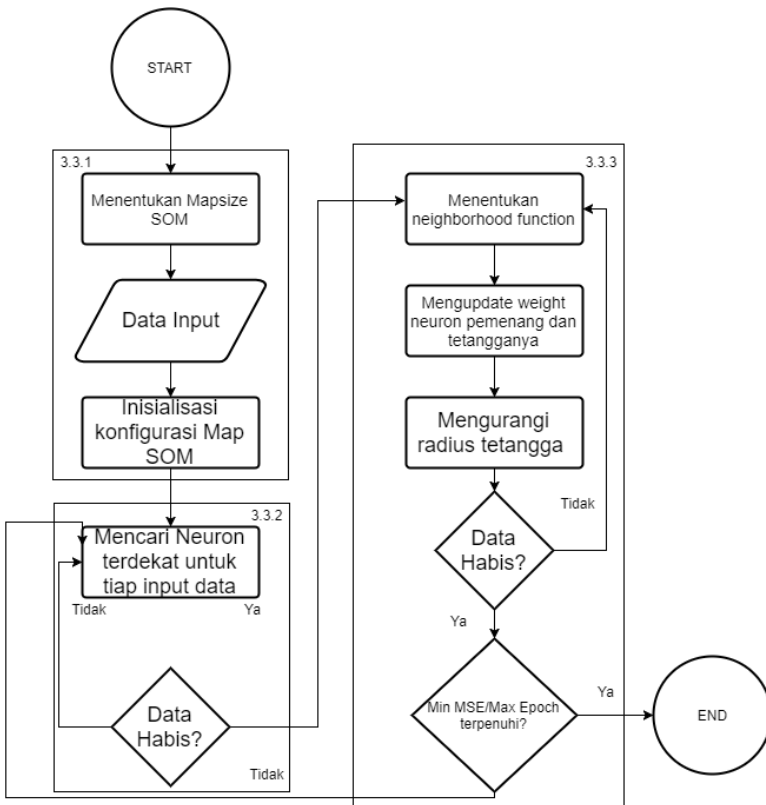 START
3.3.1
Menentukan Mapsize
SOM
Data Input
Inisialisasi
konfigurasi Map
SOM
3.3.2
Mencari Neuron
terdekat untuk
tiap input data
Tidak
Ya
Data
Habis?
Tidak
3.3.3
Menentukan
neighborhood function
Mengupdate weight
neuron pemenang dan
tetangganya
Mengurangi
radius tetangga
Tidak
Data
Habis?
Ya
Min MSE/Max Epoch
terpenuhi?
Ya
END